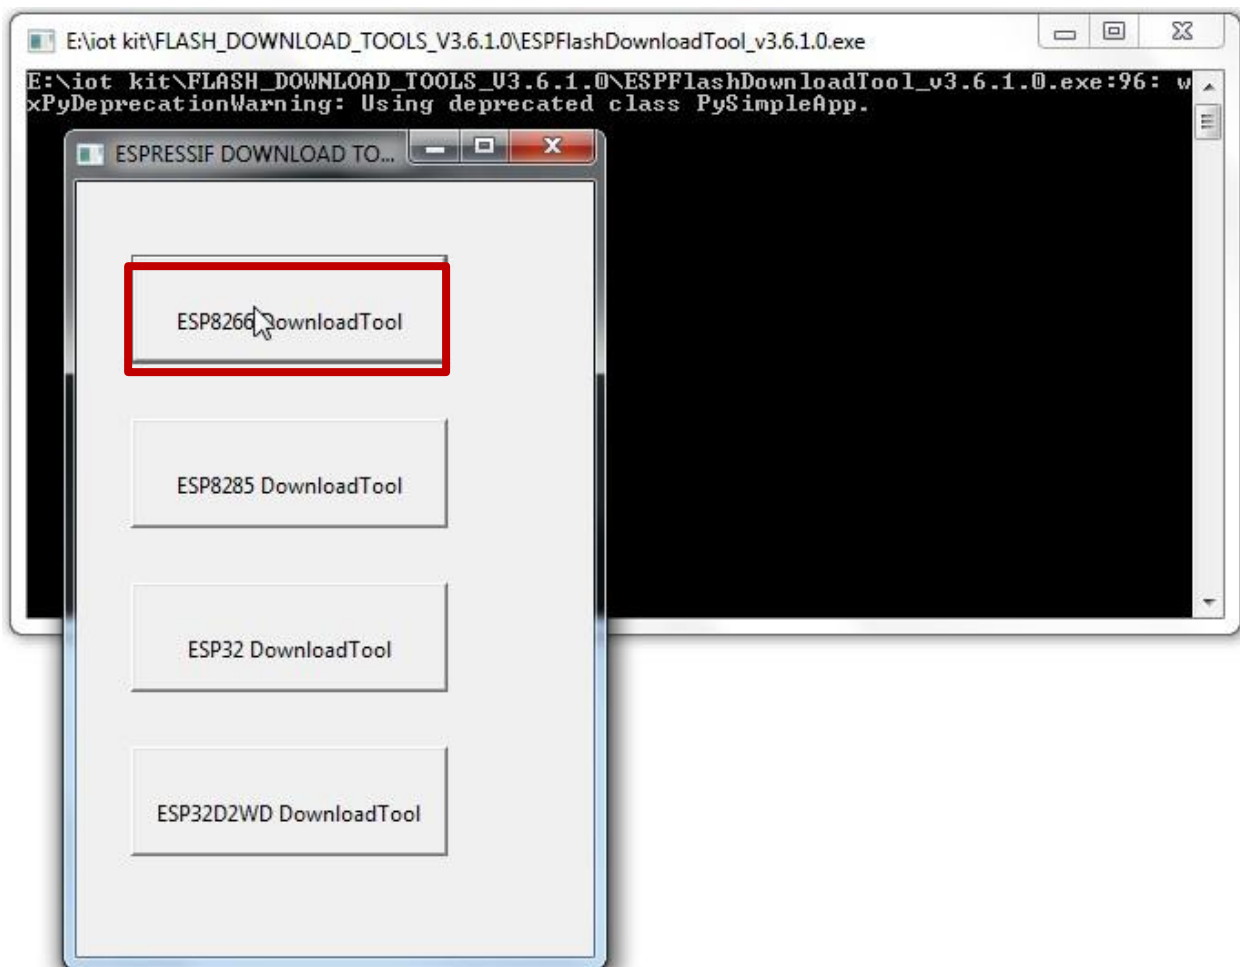 E:\iot kit\FLASH_DOWNLOAD_TOOLS_V3.6.1.0\ESPFlashDownloadTool_v3.6.1.0.exe
E:\iot kit\FLASH_DOWNLOAD_TOOLS_V3.6.1.0\ESPFlashDownloadTool_v3.6.1.0.exe:96: w
xPyDeprecationWarning: Using deprecated class PySimpleApp.
ESPRESSIF DOWNLOAD TO...
ESP8266 DownloadTool
ESP8285 DownloadTool
ESP32 DownloadTool
ESP32D2WD DownloadTool